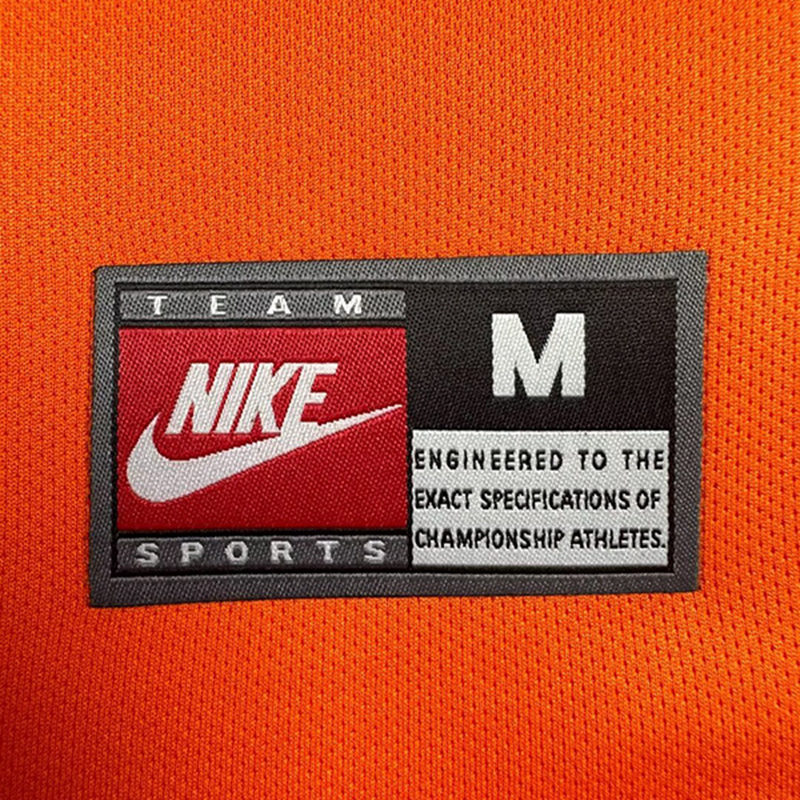 TEAM
NIKE
SPORTS
M
ENGINEERED TO THE
EXACT SPECIFICATIONS OF
CHAMPIONSHIP ATHLETES.